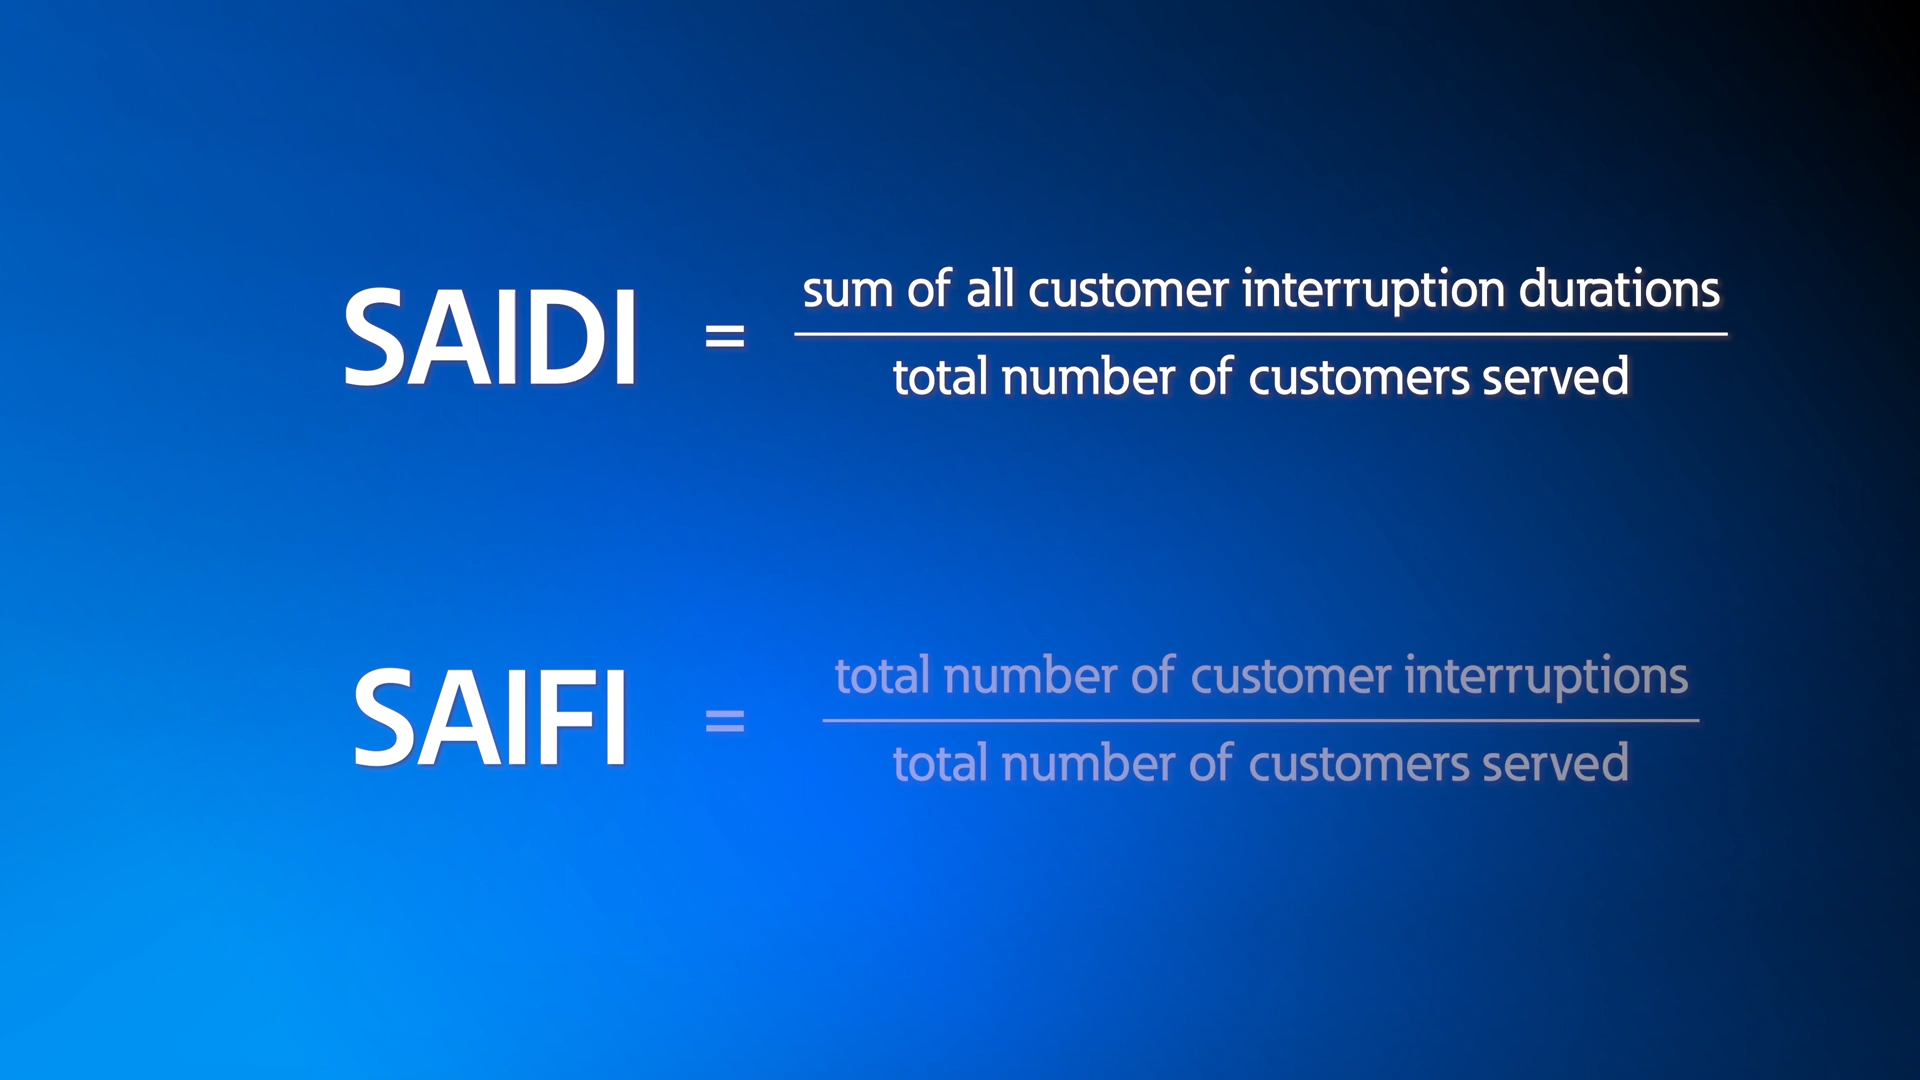 SAIDI = sum of all customer interruption durations
total number of customers served
SAIFI = total number of customer interruptions
total number of customers served